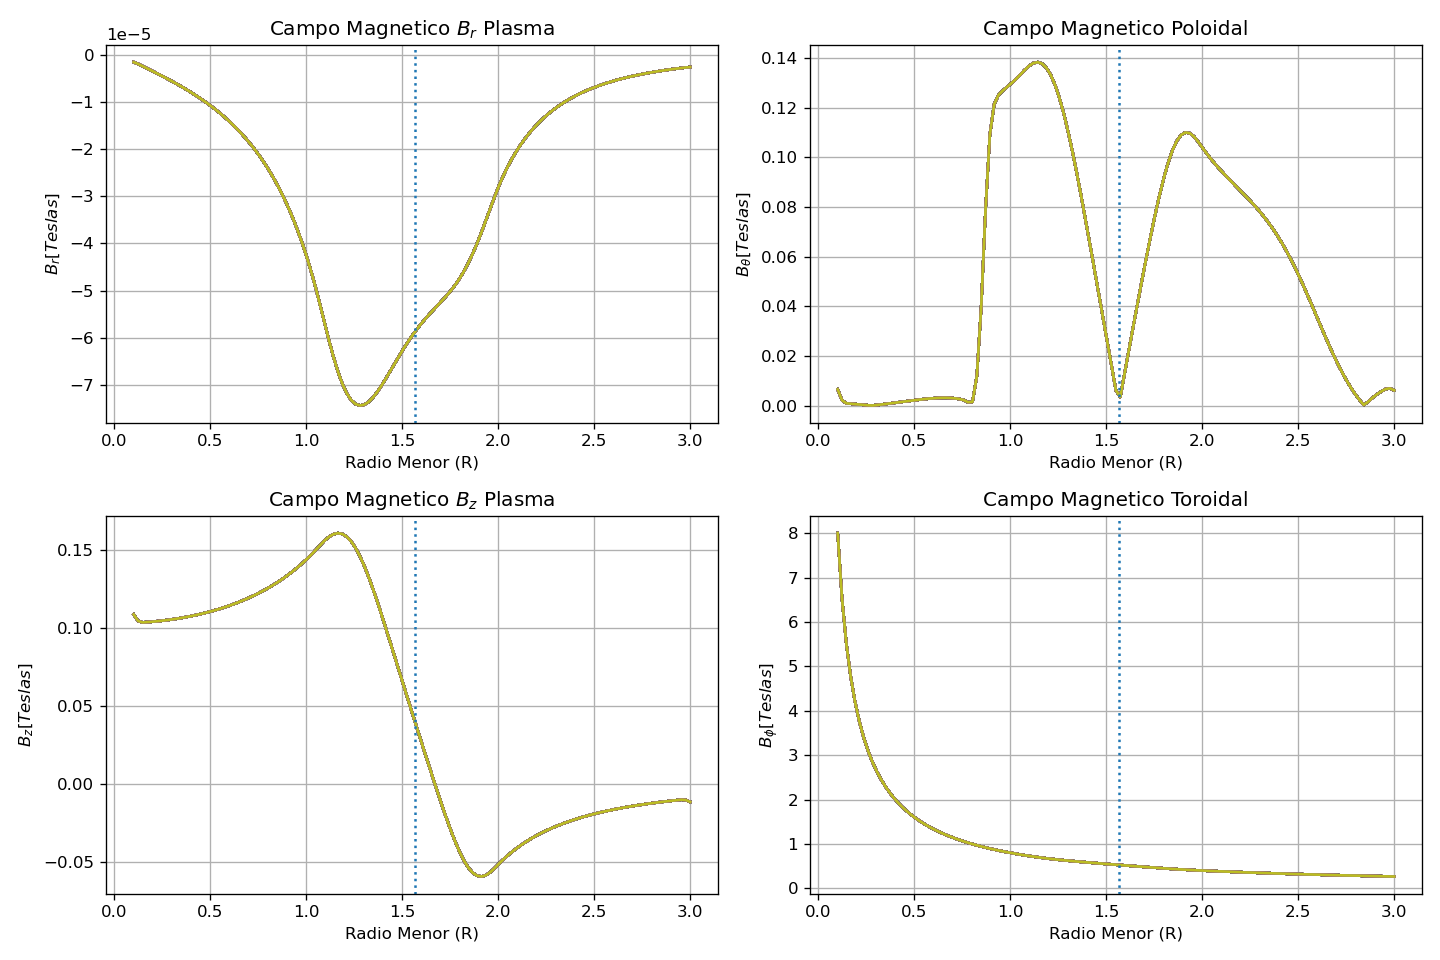 Campo Magnetico B_r Plasma
1e−5
0
−1
−2
−3
−4
−5
−6
−7
B_r[Teslas]
0.0 0.5 1.0 1.5 2.0 2.5 3.0
Radio Menor (R)
Campo Magnetico Poloidal
0.14
0.12
0.10
0.08
0.06
0.04
0.02
0.00
B_θ[Teslas]
0.0 0.5 1.0 1.5 2.0 2.5 3.0
Radio Menor (R)
Campo Magnetico B_z Plasma
0.15
0.10
0.05
0.00
−0.05
B_z[Teslas]
0.0 0.5 1.0 1.5 2.0 2.5 3.0
Radio Menor (R)
Campo Magnetico Toroidal
8
7
6
5
4
3
2
1
0
B_ϕ[Teslas]
0.0 0.5 1.0 1.5 2.0 2.5 3.0
Radio Menor (R)